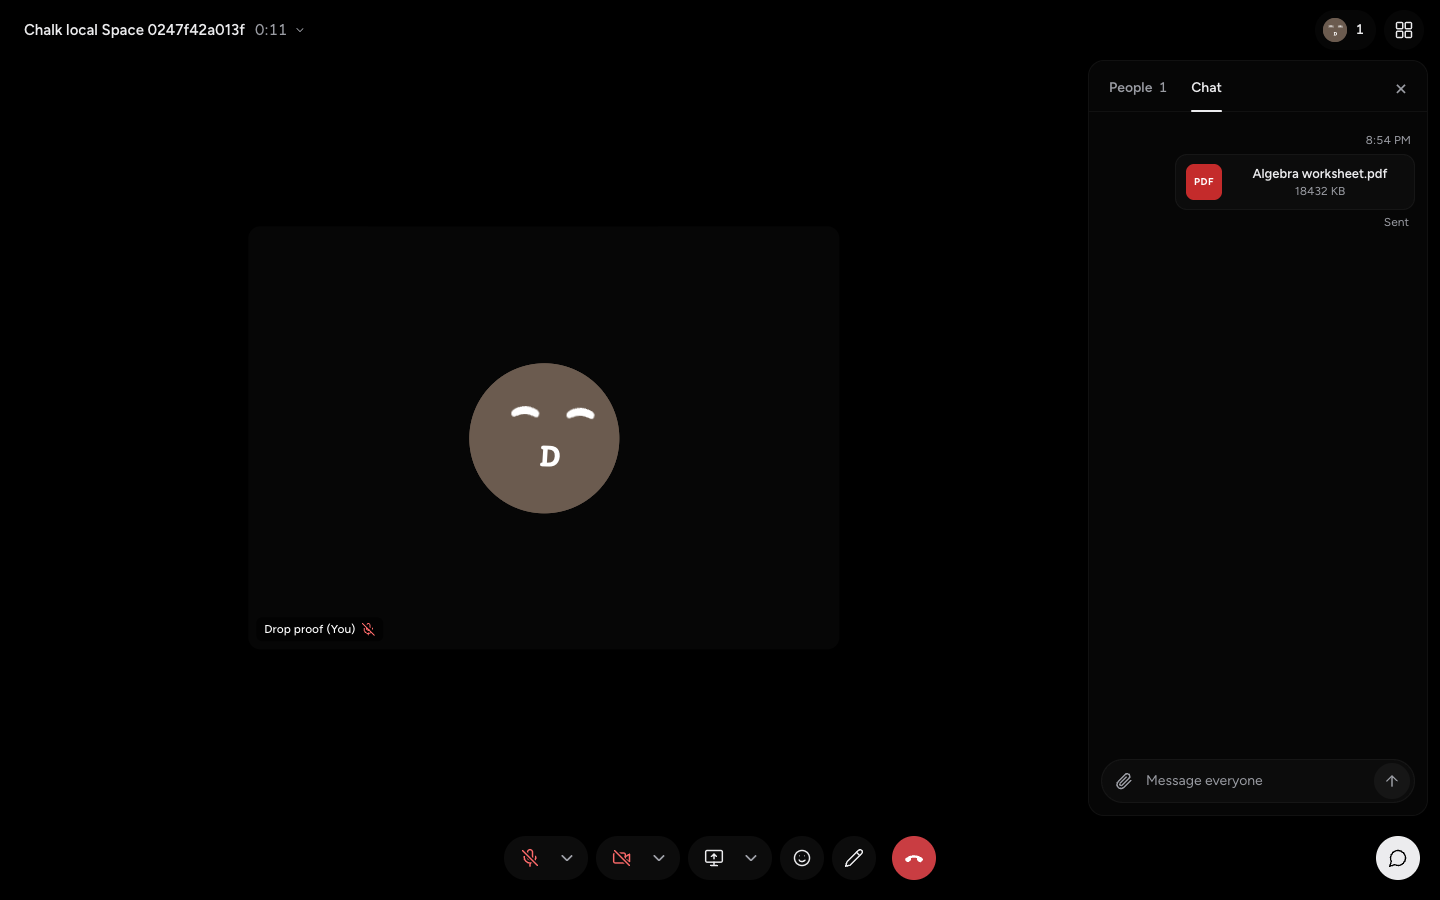 Chalk local Space 0247f42a013f 0:11
1
People 1 Chat
8:54 PM
PDF
Algebra worksheet.pdf
18432 KB
Sent
D
Drop proof (You)
Message everyone